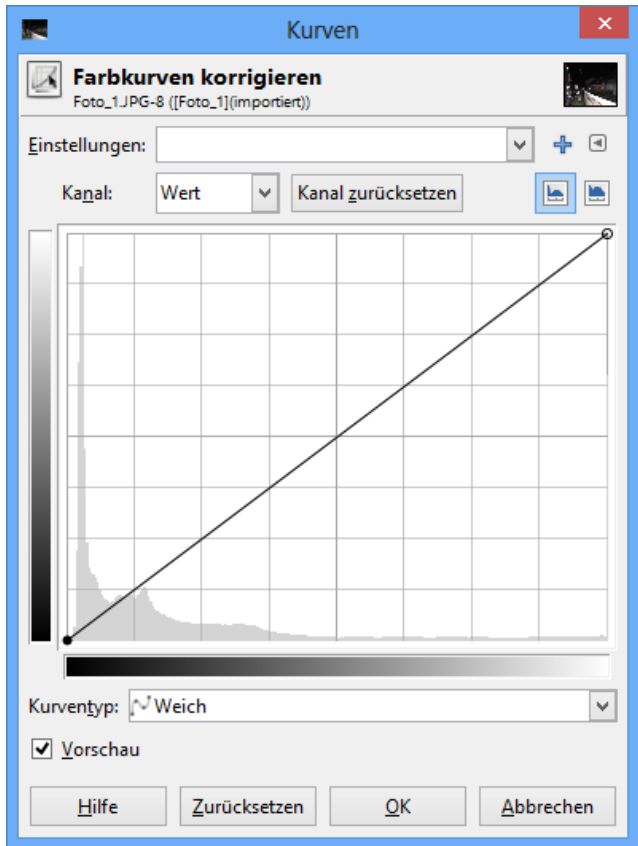 Kurven
Farbkurven korrigieren
Foto_1.JPG-8 ([Foto_1](importiert))
Einstellungen:
Kanal: Wert Kanal zurücksetzen
Kurventyp: Weich
Vorschau
Hilfe Zurücksetzen OK Abbrechen